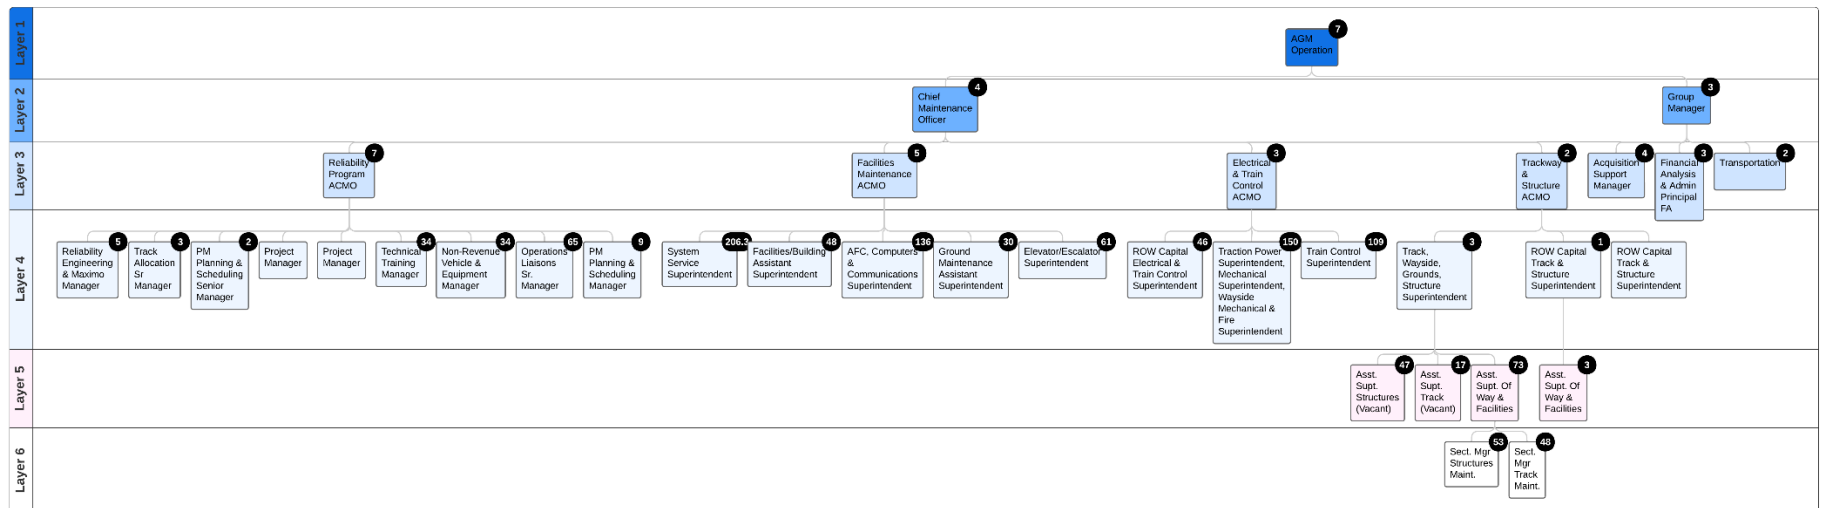 Layer 1
7
AGM
Operation
Layer 2
4
Chief
Maintenance
Officer
3
Group
Manager
Layer 3
7
Reliability
Program
ACMO
5
Facilities
Maintenance
ACMO
3
Electrical
& Train
Control
ACMO
2
Trackway
&
Structure
ACMO
4
Acquisition
Support
Manager
3
Financial
Analysis
& Admin
Principal
FA
2
Transportation
Layer 4
5
Reliability
Engineering
& Maximo
Manager
3
Track
Allocation
Sr
Manager
2
PM
Planning &
Scheduling
Senior
Manager
Project
Manager
Project
Manager
34
Technical
Training
Manager
34
Non-Revenue
Vehicle &
Equipment
Manager
65
Operations
Liaisons
Sr.
Manager
9
PM
Planning &
Scheduling
Manager
206.3
System
Service
Superintendent
48
Facilities/Building
Assistant
Superintendent
136
AFC, Computers
&
Communications
Superintendent
30
Ground
Maintenance
Assistant
Superintendent
61
Elevator/Escalator
Superintendent
46
ROW Capital
Electrical &
Train Control
Superintendent
150
Traction Power
Superintendent,
Mechanical
Superintendent,
Wayside
Mechanical &
Fire
Superintendent
109
Train Control
Superintendent
3
Track,
Wayside,
Grounds,
Structure
Superintendent
1
ROW Capital
Track &
Structure
Superintendent
ROW Capital
Track &
Structure
Superintendent
Layer 5
47
Asst.
Supt.
Structures
(Vacant)
17
Asst.
Supt.
Track
(Vacant)
73
Asst.
Supt. Of
Way &
Facilities
3
Asst.
Supt. Of
Way &
Facilities
Layer 6
53
Sect. Mgr
Structures
Maint.
48
Sect.
Mgr
Track
Maint.